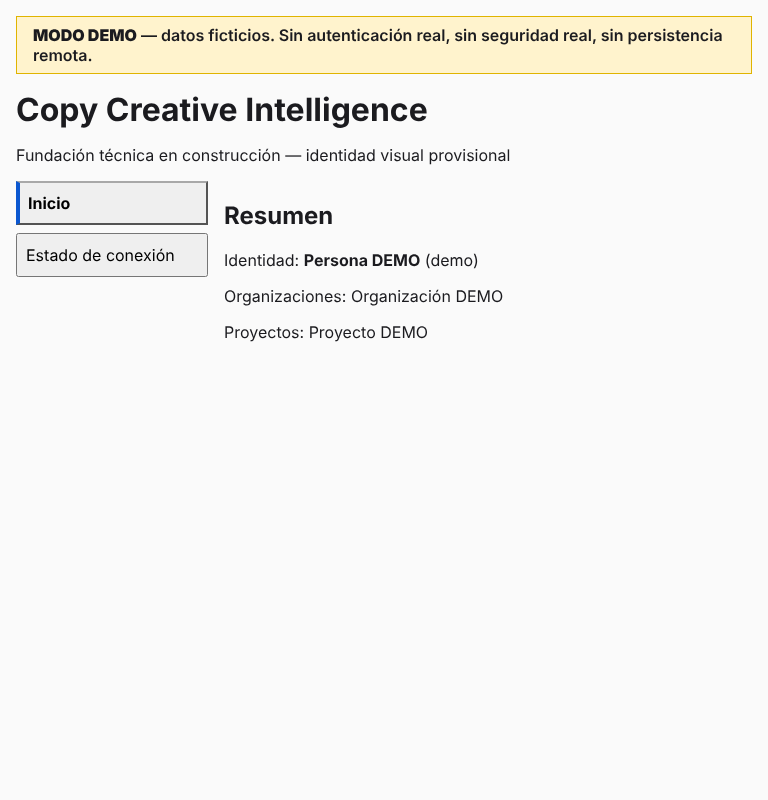 MODO DEMO — datos ficticios. Sin autenticación real, sin seguridad real, sin persistencia
remota.
Copy Creative Intelligence
Fundación técnica en construcción — identidad visual provisional
Inicio
Estado de conexión
Resumen
Identidad: Persona DEMO (demo)
Organizaciones: Organización DEMO
Proyectos: Proyecto DEMO